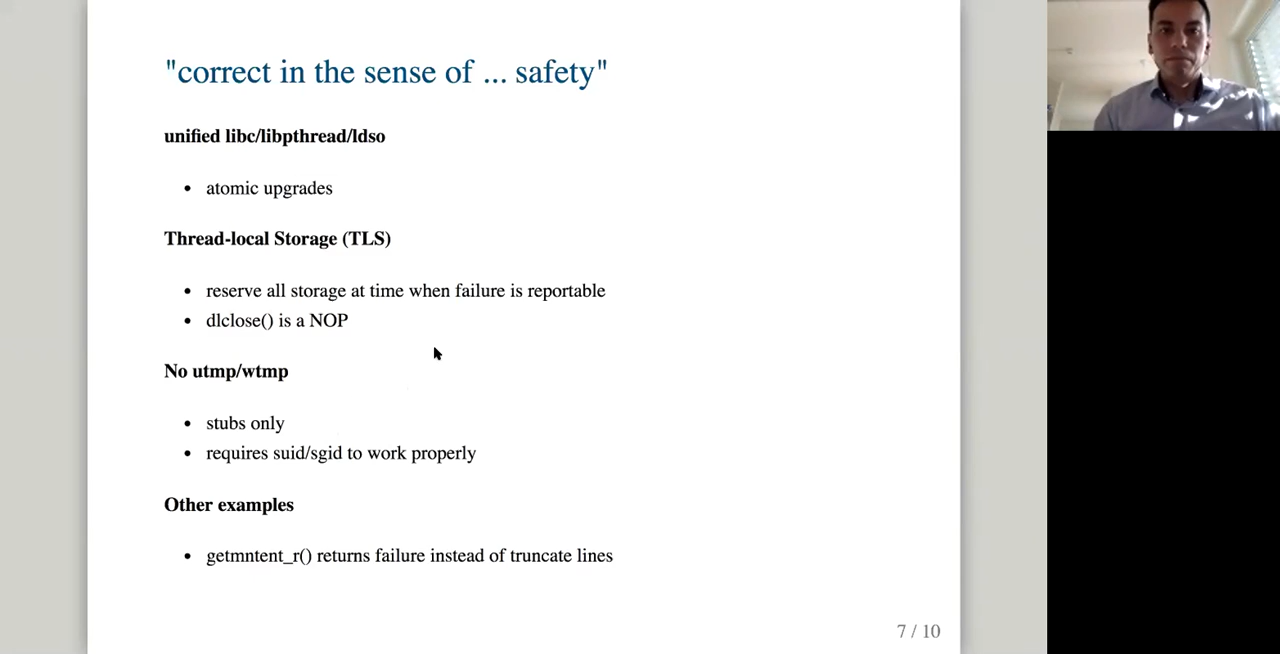 "correct in the sense of ... safety"
unified libc/libpthread/ldso
• atomic upgrades
Thread-local Storage (TLS)
• reserve all storage at time when failure is reportable
• dlclose() is a NOP
No utmp/wtmp
• stubs only
• requires suid/sgid to work properly
Other examples
• getmntent_r() returns failure instead of truncate lines
7 / 10